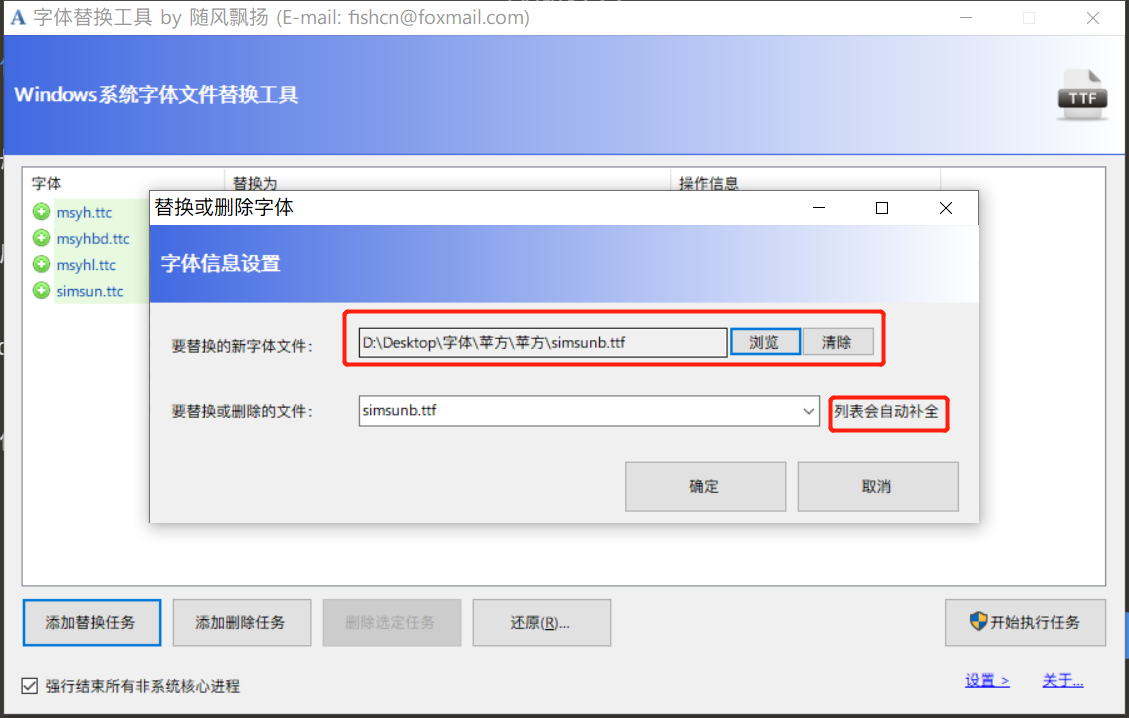 字体替换工具 by 随风飘扬 (E-mail: fishcn@foxmail.com)
Windows系统字体文件替换工具
TTF
字体 替换为 操作信息
msyh.ttc
msyhbd.ttc
msyhl.ttc
simsun.ttc
替换或删除字体
字体信息设置
要替换的新字体文件： D:\Desktop\字体\苹方\苹方\simsunb.ttf 浏览 清除
要替换或删除的文件： simsunb.ttf 列表会自动补全
确定 取消
添加替换任务 添加删除任务 删除选定任务 还原(R)... 开始执行任务
强行结束所有非系统核心进程 设置 > 关于...